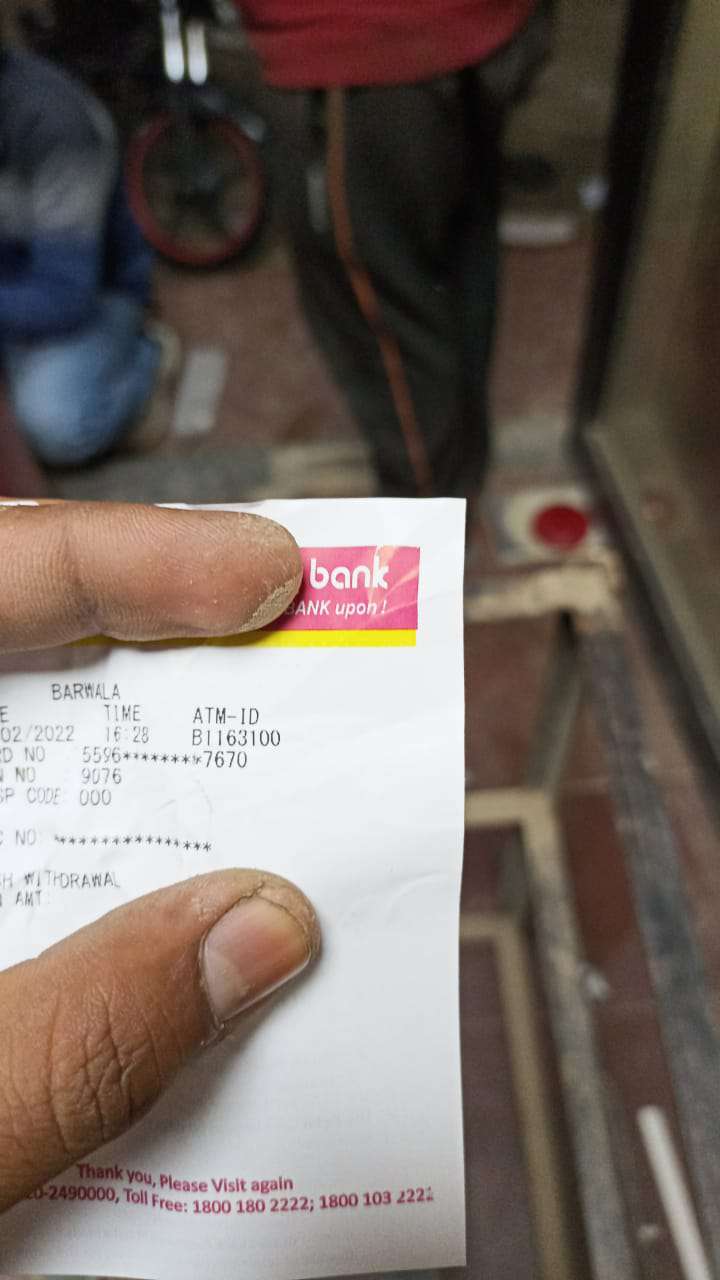 bank
BANK upon!
BARWALA
E TIME ATM-ID
02/2022 16:28 B1163100
RD NO 5596********7670
N NO 9076
SP CODE: 000
C NO: **************
SH WITHDRAWAL
N AMT:
Thank you, Please Visit again
20-2490000, Toll Free: 1800 180 2222; 1800 103 2222